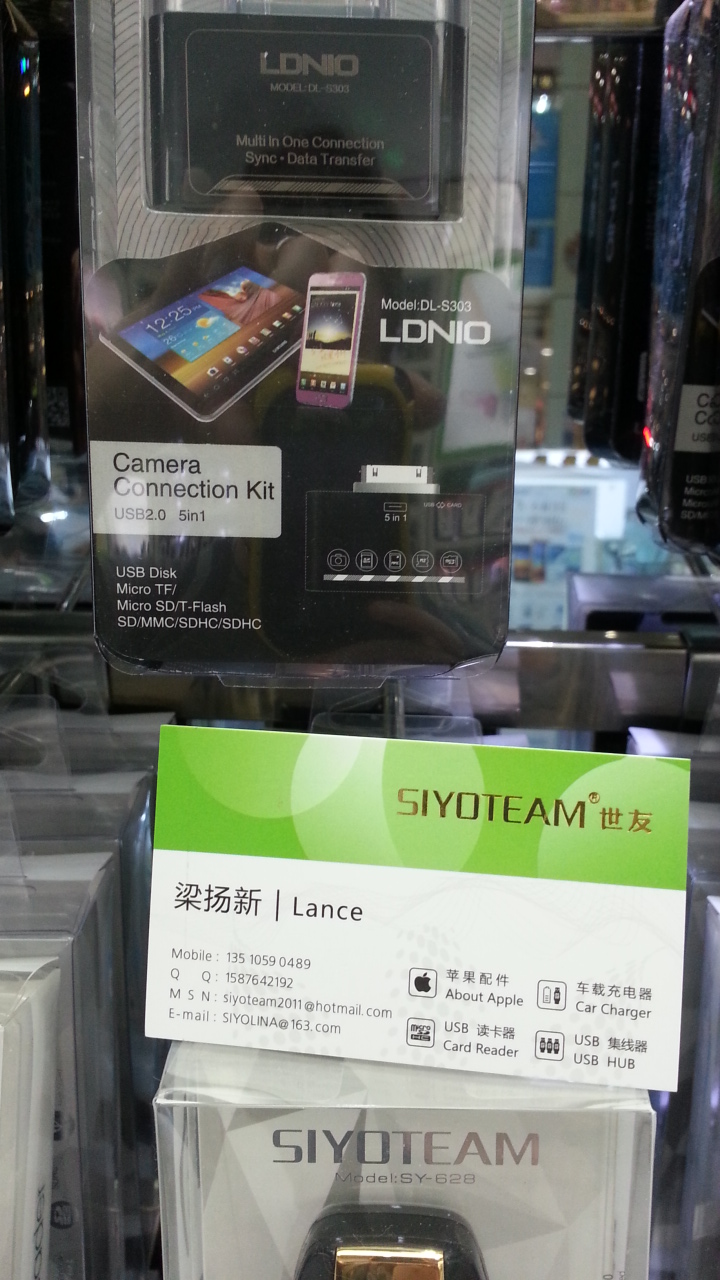 LDNIO
MODEL: DL-S303
Multi In One Connection
Sync • Data Transfer
12:25
Model:DL-S303
LDNIO
Camera
Connection Kit
USB2.0 5in1
5 in 1
USB Disk
Micro TF/
Micro SD/T-Flash
SD/MMC/SDHC/SDHC
SIYOTEAM® 世友
梁扬新 | Lance
Mobile : 135 1059 0489
Q Q : 1587642192
M S N : siyoteam2011@hotmail.com
E-mail : SIYOLINA@163.com
苹果配件
About Apple
车载充电器
Car Charger
USB 读卡器
Card Reader
USB 集线器
USB HUB
SIYOTEAM
Model:SY-628